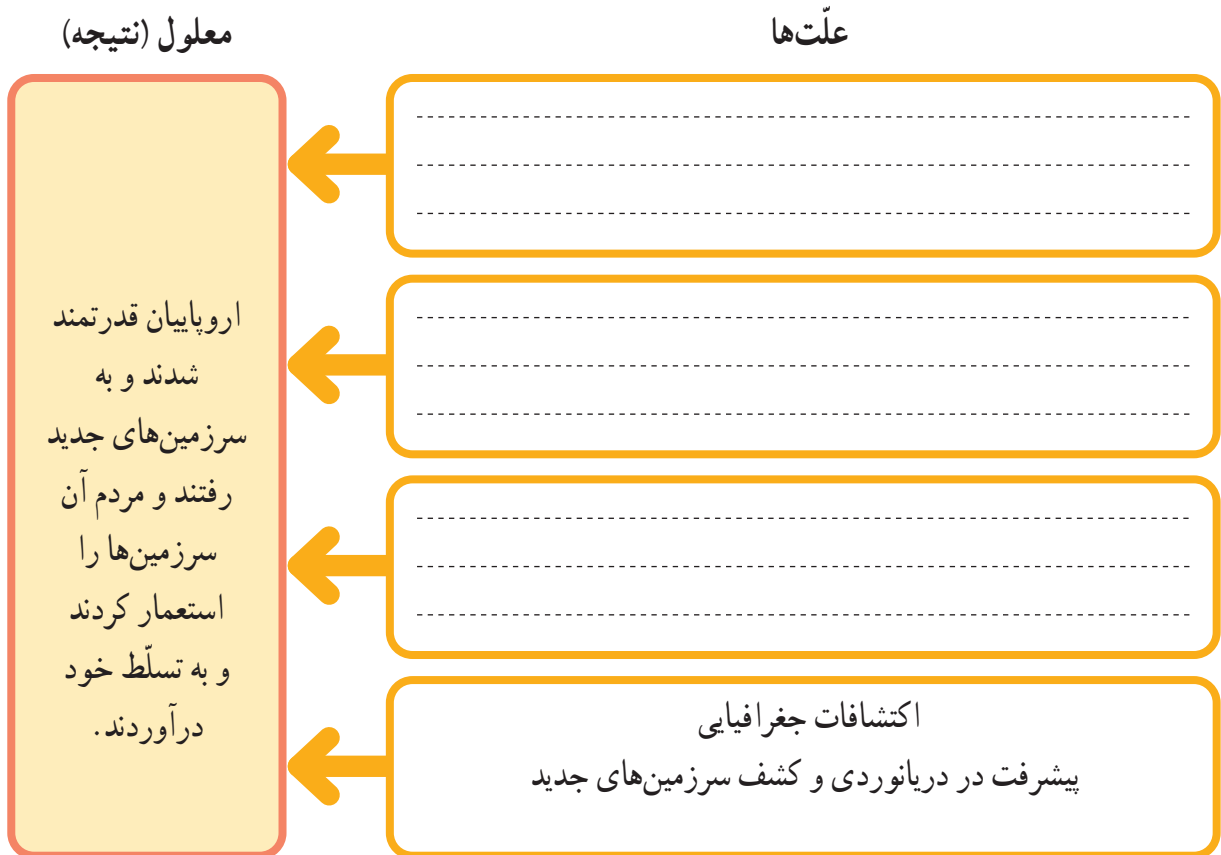 علّت‌ها
معلول (نتیجه)
اکتشافات جغرافیایی
پیشرفت در دریانوردی و کشف سرزمین‌های جدید
اروپاییان قدرتمند
شدند و به
سرزمین‌های جدید
رفتند و مردم آن
سرزمین‌ها را
استعمار کردند
و به تسلّط خود
درآوردند.